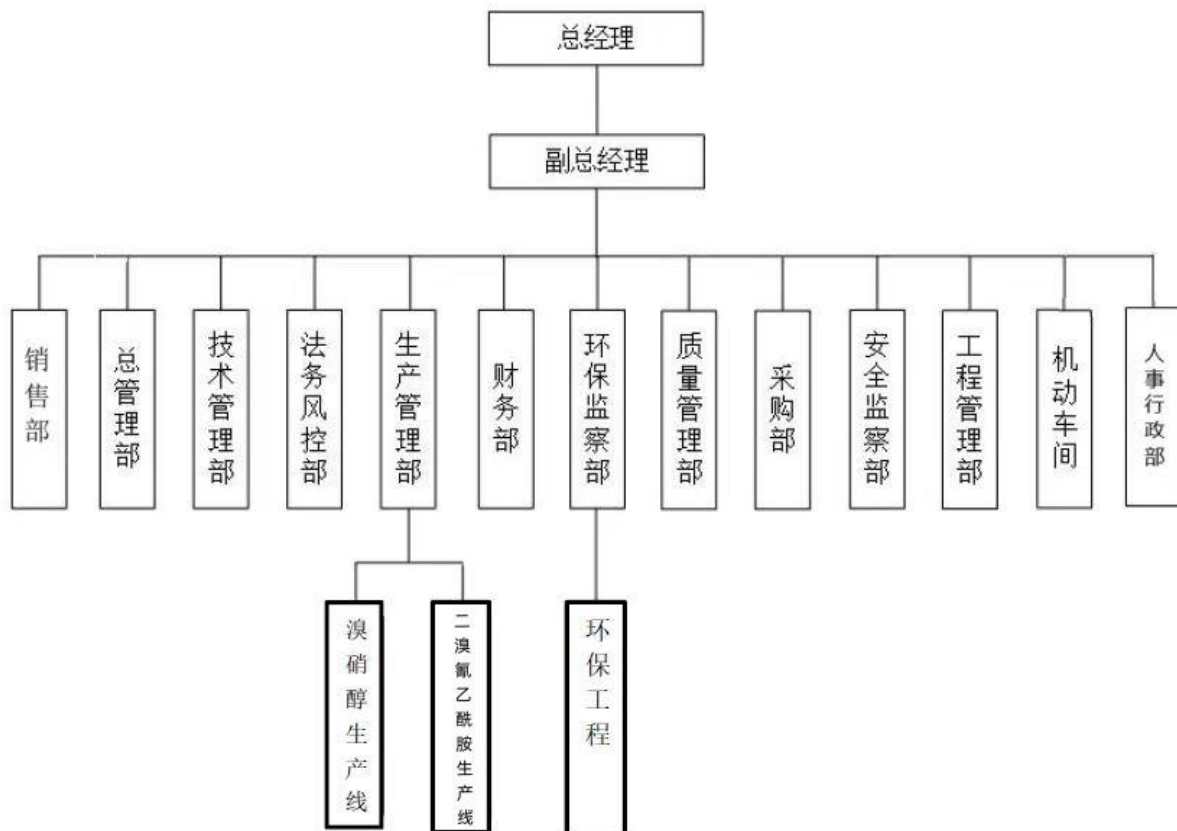 总经理
副总经理
销售部
总管理部
技术管理部
法务风控部
生产管理部
财务部
环保监察部
质量管理部
采购部
安全监察部
工程管理部
机动车间
人事行政部
溴硝醇生产线
二溴氰乙酰胺生产线
环保工程